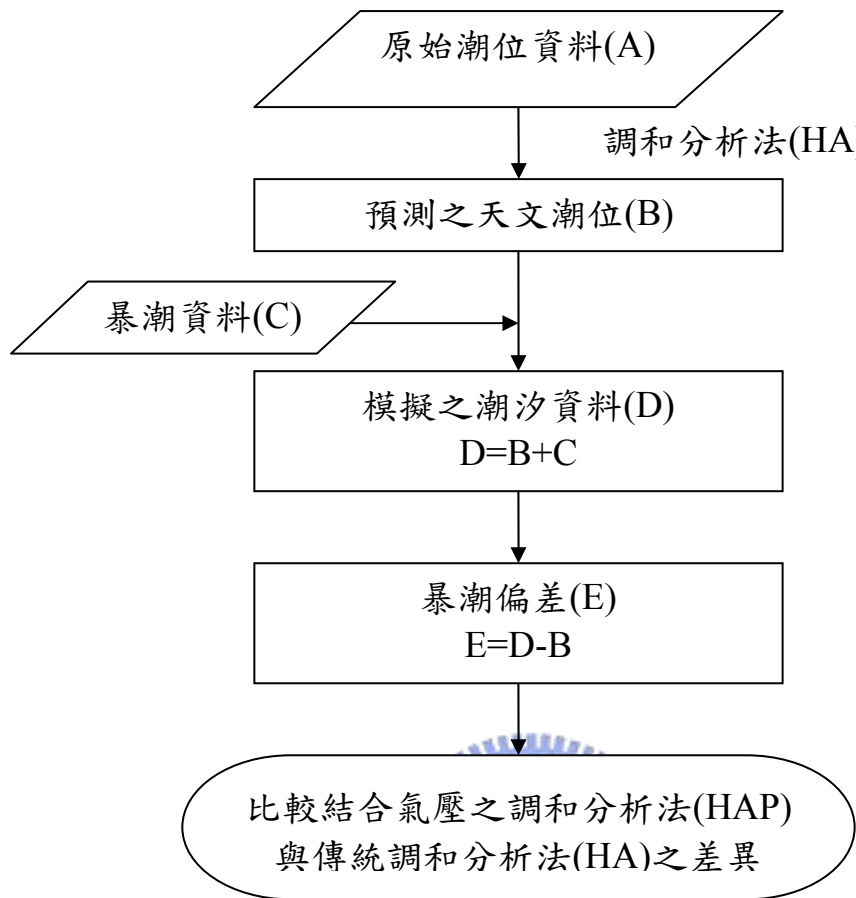 原始潮位資料(A)
調和分析法(HA)
預測之天文潮位(B)
暴潮資料(C)
模擬之潮汐資料(D)
D=B+C
暴潮偏差(E)
E=D-B
比較結合氣壓之調和分析法(HAP)
與傳統調和分析法(HA)之差異